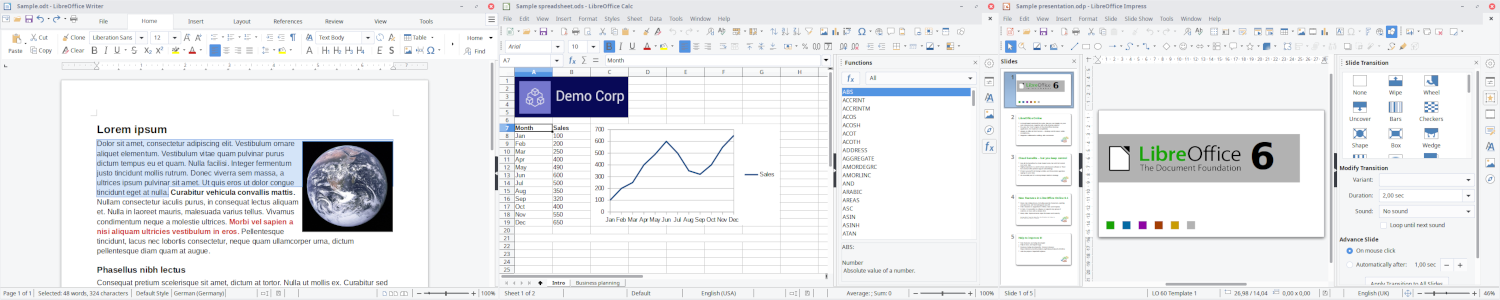 Sample.odt - LibreOffice Writer
File
Home
Insert
Layout
References
Review
View
Tools
Paste
Cut
Copy
Clone
Clear
Liberation Sans
12
Text Body
Table
Home
Find
Lorem ipsum
Dolor sit amet, consectetur adipiscing elit. Vestibulum ornare
aliquet elementum. Vestibulum vitae quam pulvinar purus
dictum tempus eu et quam. Nulla facilisi. Integer fermentum
justo tincidunt mollis rutrum. Donec viverra sem massa, a
ultrices ipsum pulvinar sit amet. Ut quis eros ut dolor congue
tincidunt eget at nulla. Curabitur vehicula convallis mattis.
Nullam consectetur iaculis purus, in consequat lectus aliquam
et. Nulla in laoreet mauris, malesuada varius tellus. Vivamus
condimentum neque a molestie ultrices. Morbi vel sapien a
nisi aliquam ultricies vestibulum in eros. Pellentesque
tincidunt, lacus nec lobortis consectetur, neque quam ullamcorper urna, dictum
pellentesque diam quam at augue.
Phasellus nibh lectus
Consequat pretium scelerisque sit amet, dictum at tortor. Nulla ut mollis ex. Curabitur sed
Page 1 of 1
Selected: 48 words, 324 characters
Default Style
German (Germany)
100%
Sample spreadsheet.ods - LibreOffice Calc
File Edit View Insert Format Styles Sheet Data Tools Window Help
Arial
10
A7
Month
A B C D E F G H
Demo Corp
Month Sales
Jan 100
Feb 200
Mar 250
Apr 400
May 490
Jun 600
Jul 500
Aug 350
Sep 320
Oct 400
Nov 550
Dec 650
700
600
500
400
300
200
100
0
Jan Feb Mar Apr May Jun Jul Aug Sep Oct Nov Dec
Sales
Intro
Business planning
Sheet 1 of 2
Default
English (USA)
Average: ; Sum: 0
100%
Functions
All
ABS
ACCRINT
ACCRINTM
ACOS
ACOSH
ACOT
ACOTH
ADDRESS
AGGREGATE
AMORDEGRC
AMORLINC
AND
ARABIC
AREAS
ASC
ASIN
ASINH
ATAN
ABS:
Number
Absolute value of a number.
Sample presentation.odp - LibreOffice Impress
File Edit View Insert Format Slide Slide Show Tools Window Help
Slides
1
2
3
4
5
LibreOffice 6
The Document Foundation
Slide Transition
None
Wipe
Wheel
Uncover
Bars
Checkers
Shape
Box
Wedge
Modify Transition
Variant:
Duration: 2,00 sec
Sound: No sound
Loop until next sound
Advance Slide
On mouse click
Automatically after: 1,00 sec
Apply Transition to All Slides
Slide 1 of 5
LO 60 Template 1
26,98 / 14,04
0,00 x 0,00
English (UK)
46%